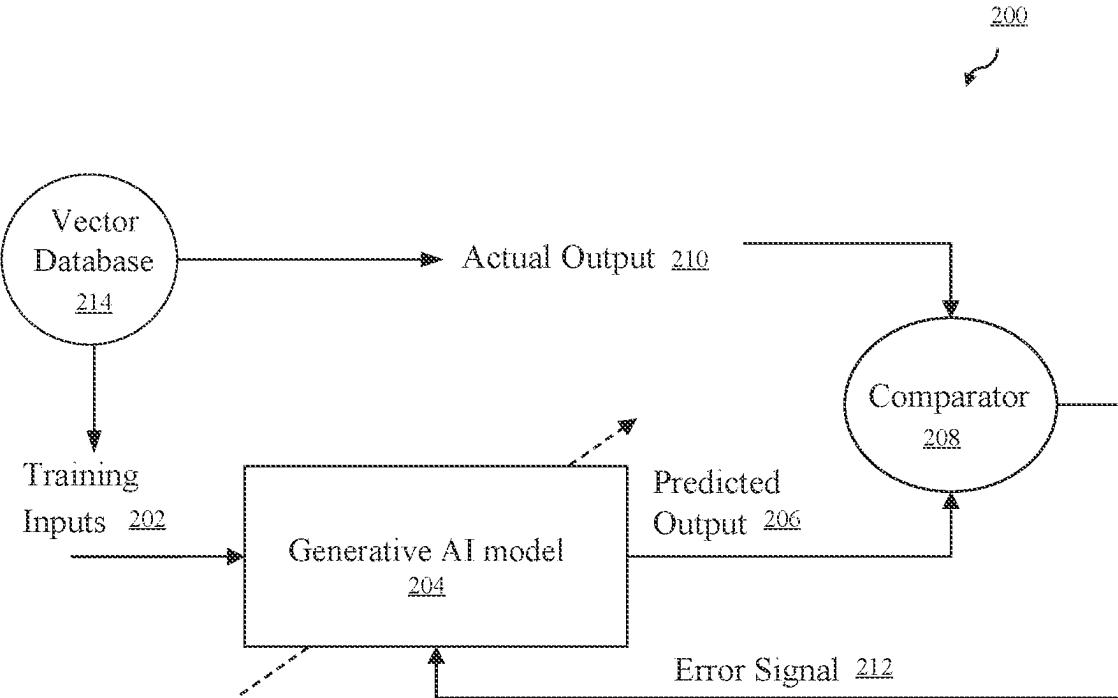 200
Vector
Database
214
Actual Output 210
Comparator
208
Training
Inputs 202
Predicted
Output 206
Generative AI model
204
Error Signal 212